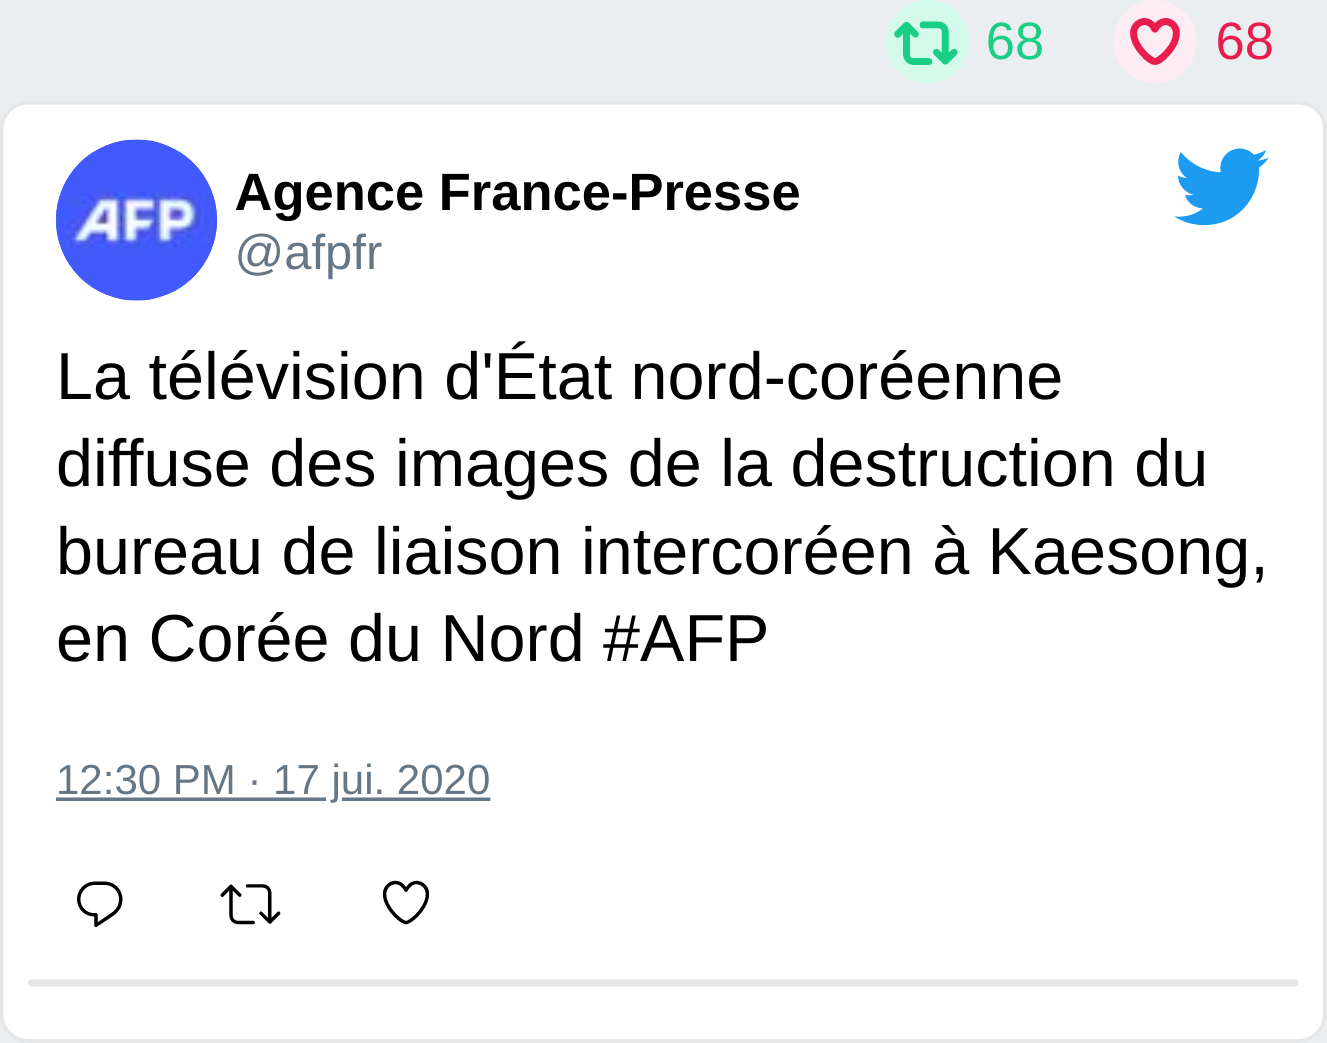 68 68
AFP
Agence France-Presse
@afpfr
La télévision d'État nord-coréenne
diffuse des images de la destruction du
bureau de liaison intercoréen à Kaesong,
en Corée du Nord #AFP
12:30 PM · 17 jui. 2020